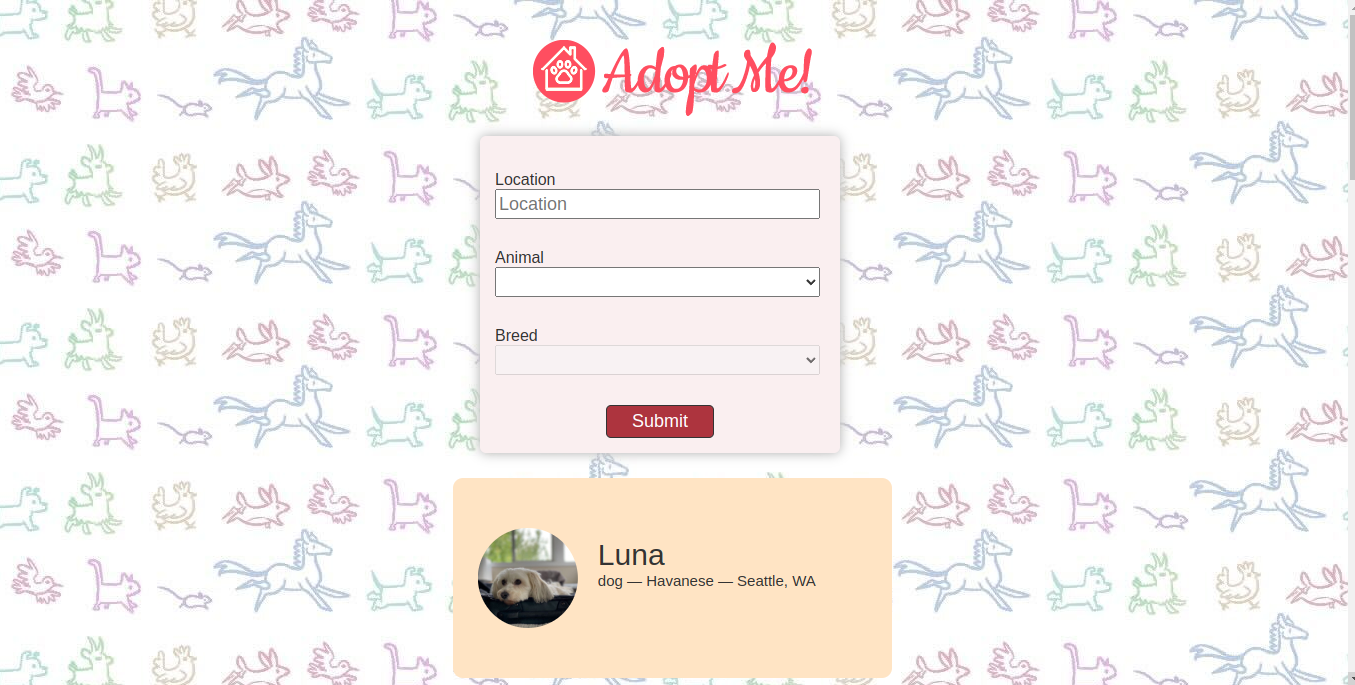 Adopt Me!
Location
Location
Animal
Breed
Submit
Luna
dog — Havanese — Seattle, WA